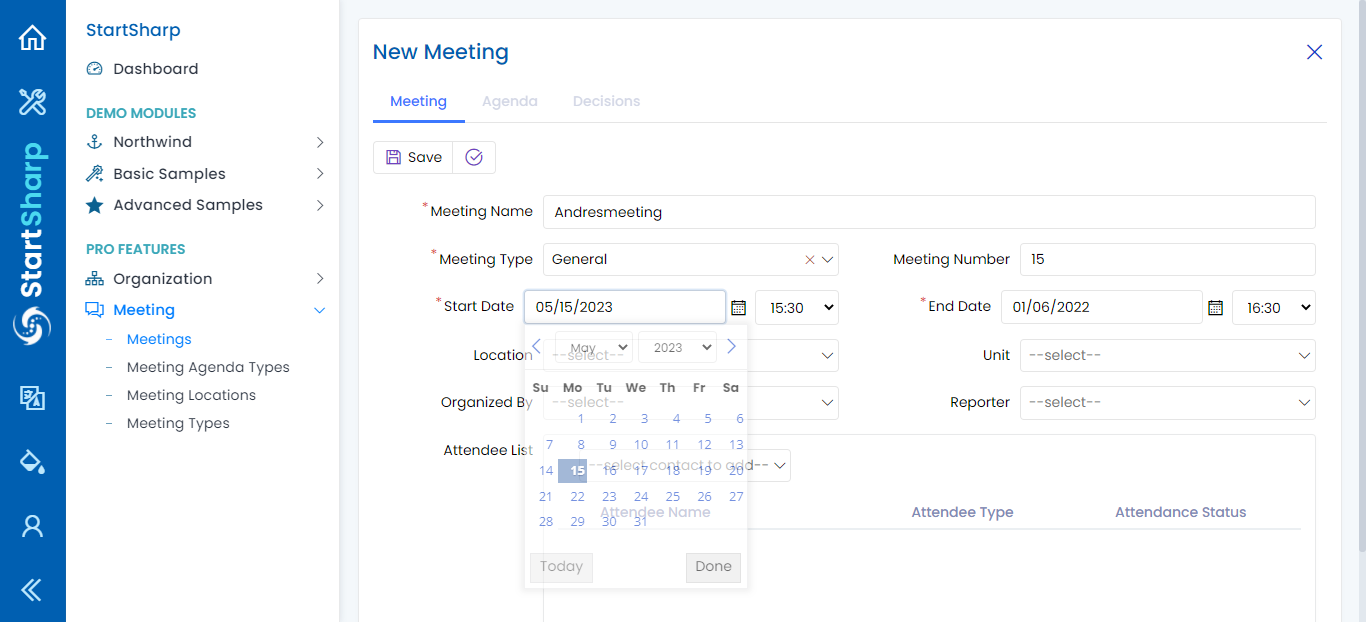 StartSharp
StartSharp
Dashboard
DEMO MODULES
Northwind
Basic Samples
Advanced Samples
PRO FEATURES
Organization
Meeting
Meetings
Meeting Agenda Types
Meeting Locations
Meeting Types
New Meeting
Meeting Agenda Decisions
Save
*Meeting Name Andresmeeting
*Meeting Type General Meeting Number 15
*Start Date 05/15/2023 15:30 *End Date 01/06/2022 16:30
Location --select-- Unit --select--
May 2023
Organized By --select-- Reporter --select--
Su Mo Tu We Th Fr Sa
1 2 3 4 5 6
7 8 9 10 11 12 13
14 15 16 17 18 19 20
21 22 23 24 25 26 27
28 29 30 31
Today Done
Attendee List --select contact to add--
Attendee Name Attendee Type Attendance Status